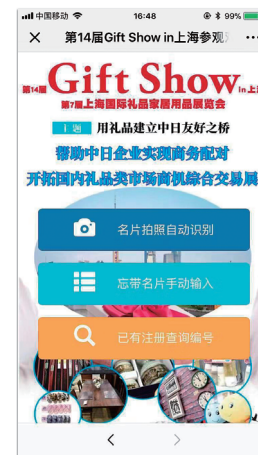 中国移动 16:48 99%
第14届Gift Show in上海参观
第14届 Gift Show in上
第7届上海国际礼品家居用品展览会
主题 用礼品建立中日友好之桥
帮助中日企业实现商务配对
开拓国内礼品类市场商机综合交易展
名片拍照自动识别
忘带名片手动输入
已有注册查询编号